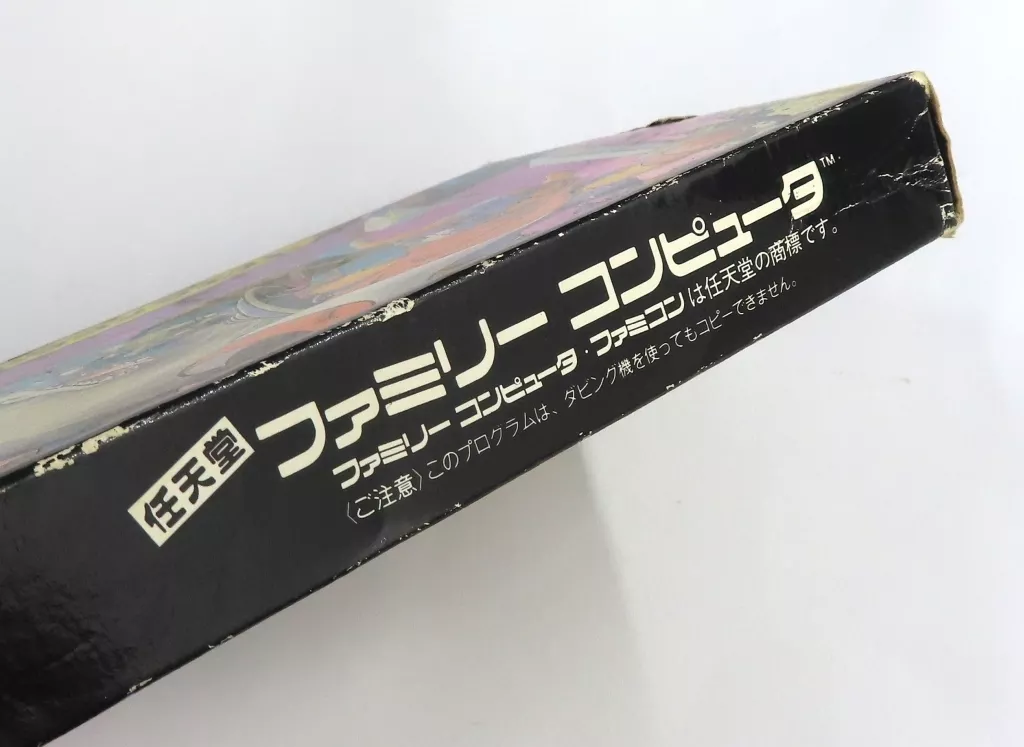 任天堂 ファミリー コンピュータ™
ファミリー コンピュータ・ファミコンは任天堂の商標です。
〈ご注意〉このプログラムは、ダビング機を使ってもコピーできません。